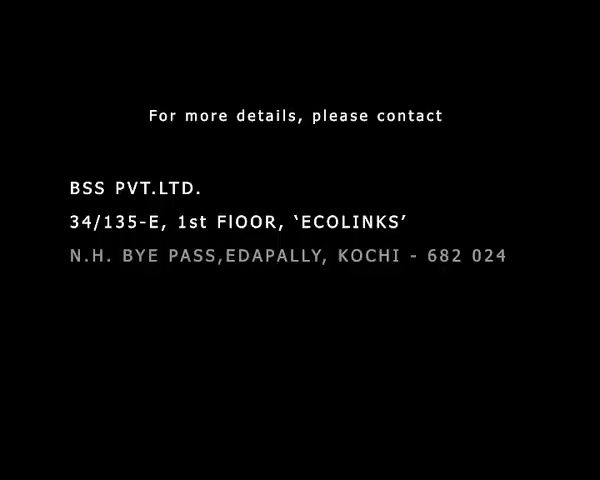 For more details, please contact
BSS PVT.LTD.
34/135-E, 1st FlOOR, ‘ECOLINKS’
N.H. BYE PASS,EDAPALLY, KOCHI - 682 024